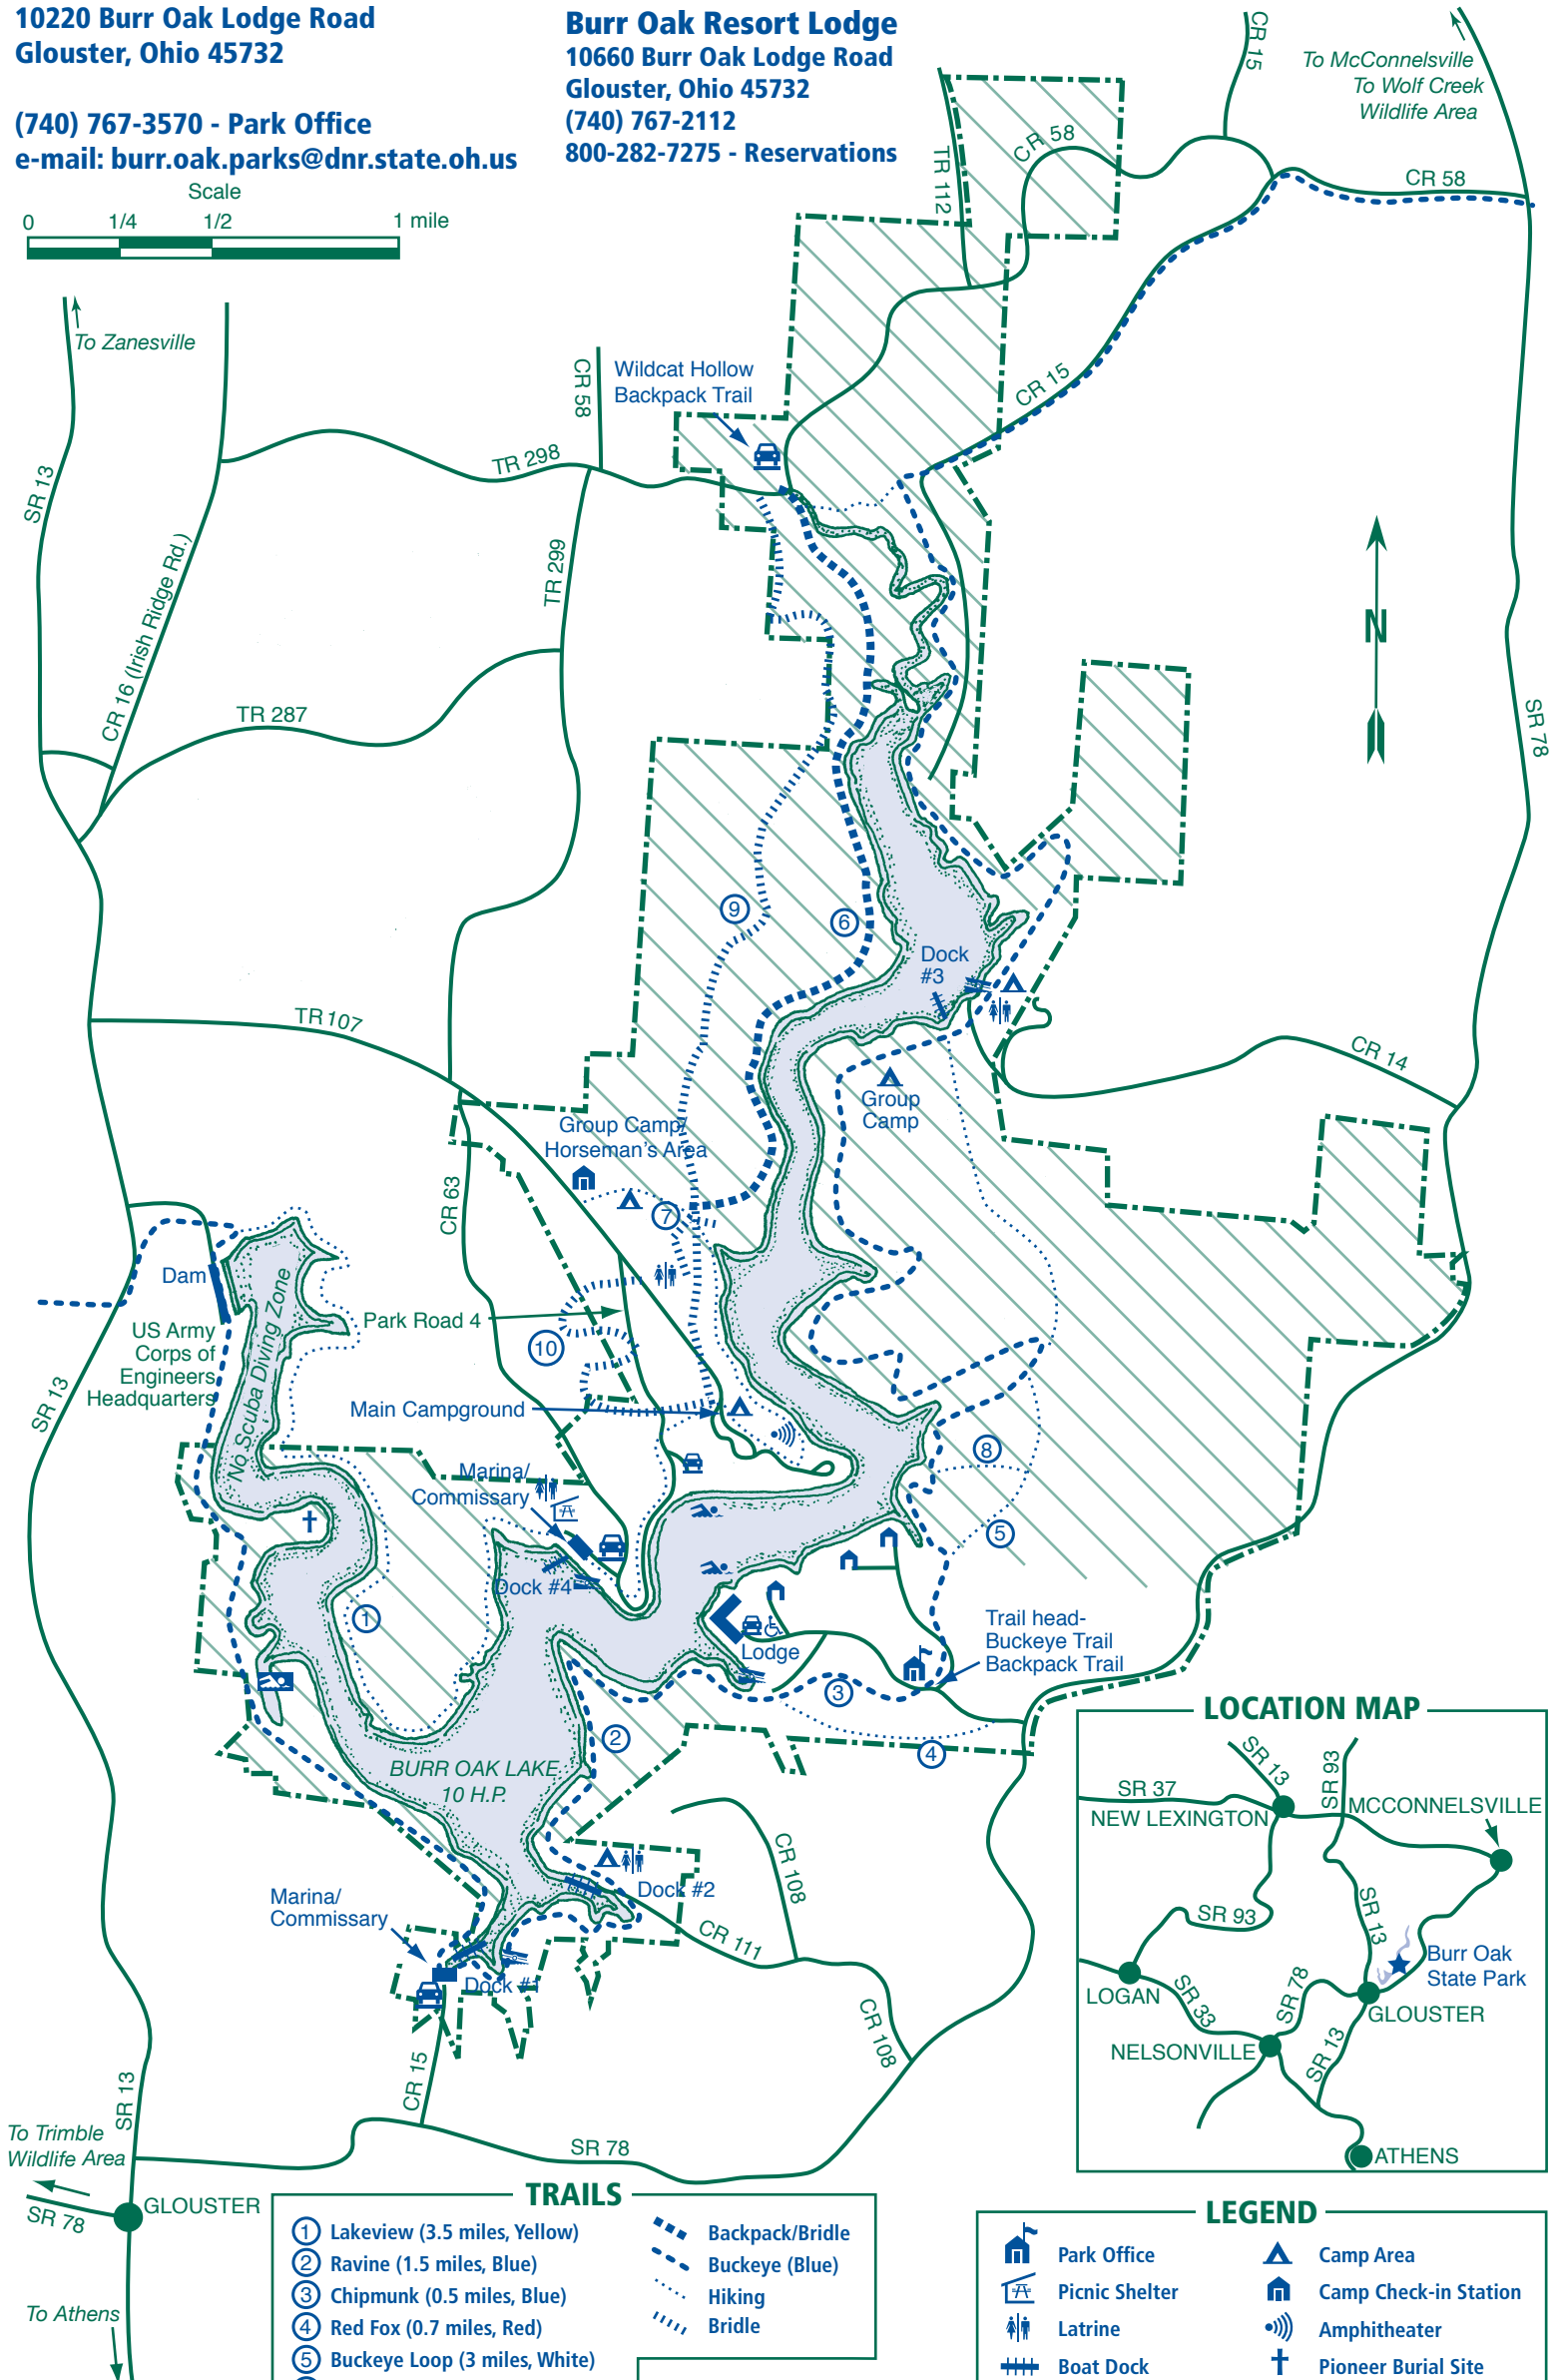 10220 Burr Oak Lodge Road
Glouster, Ohio 45732
(740) 767-3570 - Park Office
e-mail: burr.oak.parks@dnr.state.oh.us
Burr Oak Resort Lodge
10660 Burr Oak Lodge Road
Glouster, Ohio 45732
(740) 767-2112
800-282-7275 - Reservations
Scale
0 1/4 1/2 1 mile
CR 15
To McConnelsville
To Wolf Creek
Wildlife Area
TR 112
CR 58
CR 58
To Zanesville
CR 58
Wildcat Hollow
Backpack Trail
CR 15
SR 13
TR 298
CR 16 (Irish Ridge Rd.)
TR 299
N
TR 287
SR 78
9
6
Dock
#3
TR 107
CR 14
Group
Camp
Group Camp/
Horseman's Area
CR 63
7
Dam
No Scuba Diving Zone
US Army
Corps of
Engineers
Headquarters
Park Road 4
10
SR 13
Main Campground
8
Marina/
Commissary
5
Dock #4
1
Trail head-
Buckeye Trail
Backpack Trail
Lodge
3
2
4
BURR OAK LAKE
10 H.P.
CR 108
Dock #2
Marina/
Commissary
CR 111
Dock #1
CR 108
CR 15
SR 13
SR 78
To Trimble
Wildlife Area
SR 78
GLOUSTER
To Athens
LOCATION MAP
SR 13
SR 93
SR 37
NEW LEXINGTON
MCCONNELSVILLE
SR 93
SR 13
Burr Oak
State Park
LOGAN
SR 33
SR 78
GLOUSTER
NELSONVILLE
SR 13
ATHENS
TRAILS
1 Lakeview (3.5 miles, Yellow)
2 Ravine (1.5 miles, Blue)
3 Chipmunk (0.5 miles, Blue)
4 Red Fox (0.7 miles, Red)
5 Buckeye Loop (3 miles, White)
Backpack/Bridle
Buckeye (Blue)
Hiking
Bridle
LEGEND
Park Office
Picnic Shelter
Latrine
Boat Dock
Camp Area
Camp Check-in Station
Amphitheater
Pioneer Burial Site